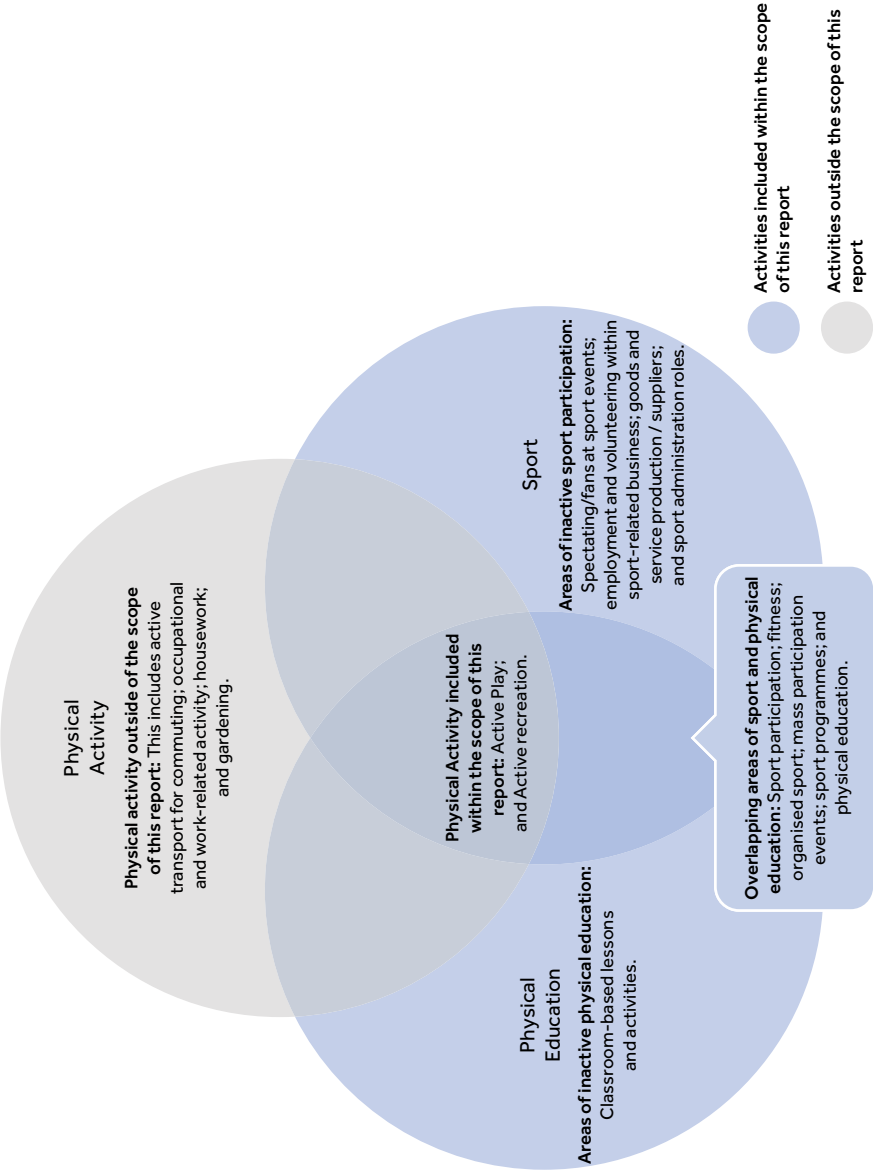 Physical
Activity
Physical activity outside of the scope
of this report: This includes active
transport for commuting; occupational
and work-related activity; housework;
and gardening.
Physical Activity included
within the scope of this
report: Active Play;
and Active recreation.
Physical
Education
Areas of inactive physical education:
Classroom-based lessons
and activities.
Sport
Areas of inactive sport participation:
Spectating/fans at sport events;
employment and volunteering within
sport-related business; goods and
service production / suppliers;
and sport administration roles.
Overlapping areas of sport and physical
education: Sport participation; fitness;
organised sport; mass participation
events; sport programmes; and
physical education.
Activities included within the scope
of this report
Activities outside the scope of this
report